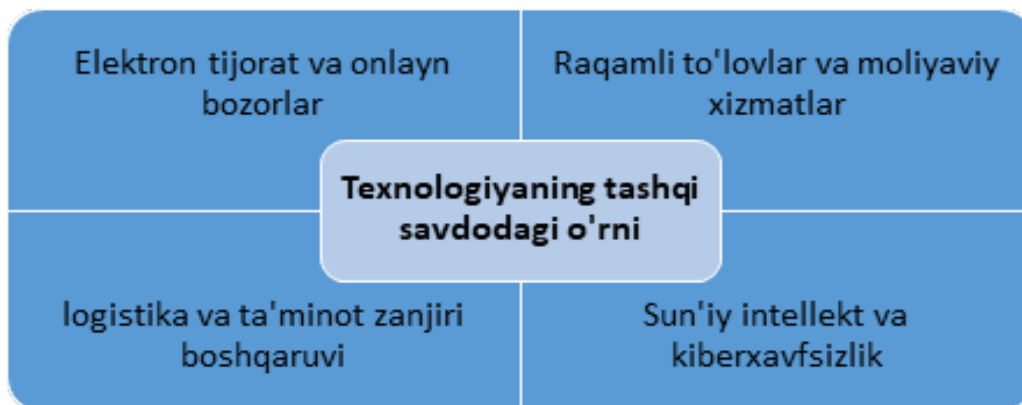 Elektron tijorat va onlayn
bozorlar
Raqamli to'lovlar va moliyaviy
xizmatlar
Texnologiyaning tashqi
savdodagi o'rni
logistika va ta'minot zanjiri
boshqaruvi
Sun'iy intellekt va
kiberxavfsizlik